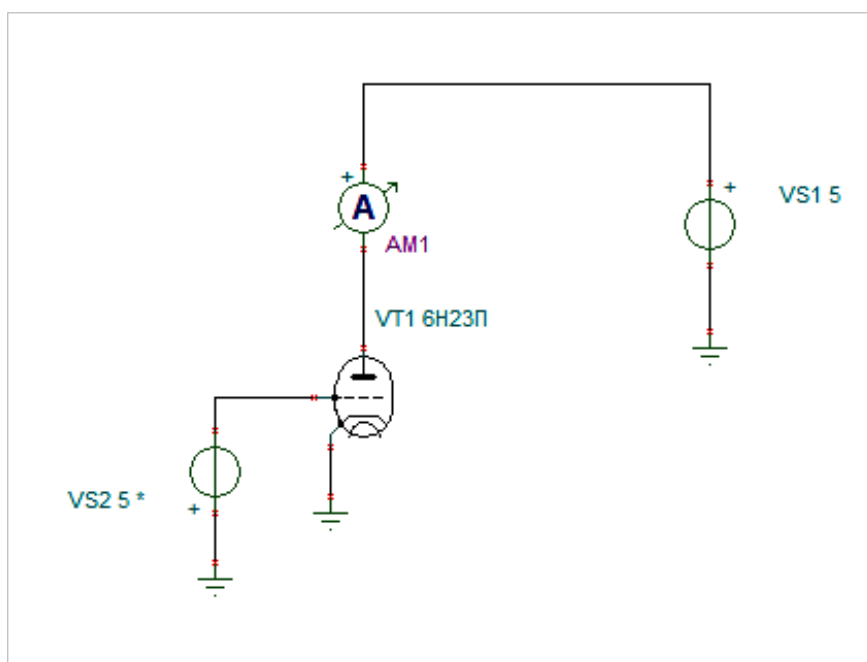 +
A
AM1
+
VS1 5
VT1 6Н23П
VS2 5 *
+